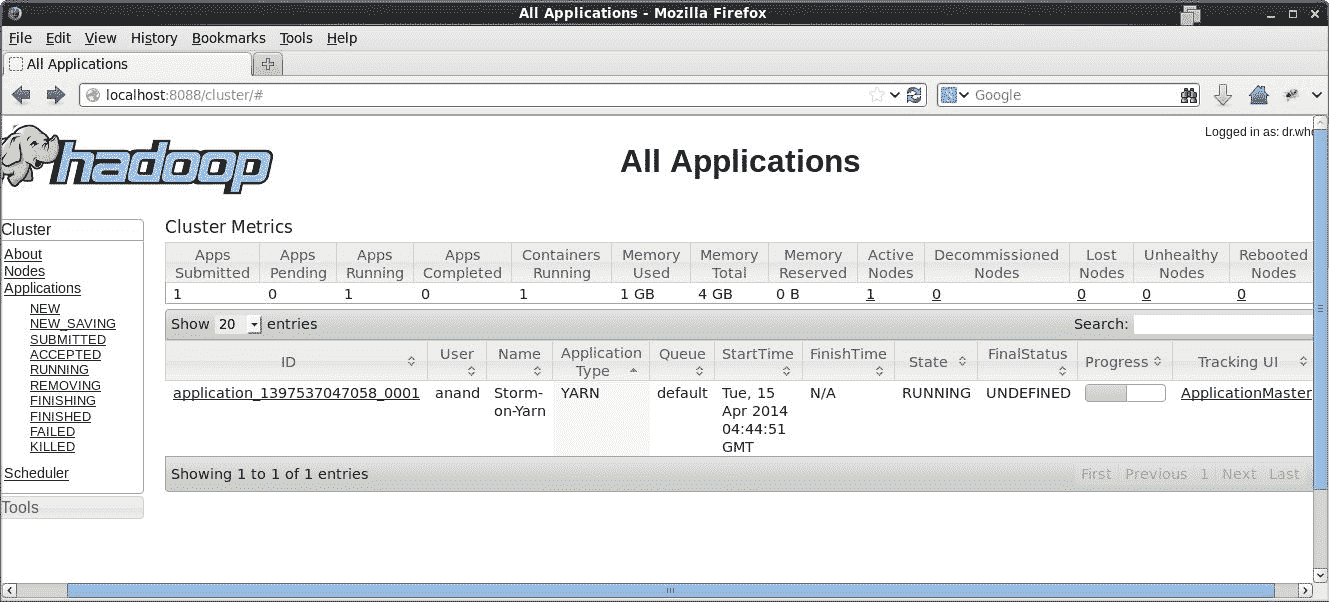 All Applications - Mozilla Firefox
File Edit View History Bookmarks Tools Help
All Applications
localhost:8088/cluster/# Google
Logged in as: dr.who
hadoop All Applications
Cluster
About
Nodes
Applications
NEW
NEW_SAVING
SUBMITTED
ACCEPTED
RUNNING
REMOVING
FINISHING
FINISHED
FAILED
KILLED
Scheduler
Tools
Cluster Metrics
Apps Apps Apps Apps Containers Memory Memory Memory Active Decommissioned Lost Unhealthy Rebooted
Submitted Pending Running Completed Running Used Total Reserved Nodes Nodes Nodes Nodes Nodes
1 0 1 0 1 1 GB 4 GB 0 B 1 0 0 0 0
Show 20 entries Search:
ID User Name Application Type Queue StartTime FinishTime State FinalStatus Progress Tracking UI
application_1397537047058_0001 anand Storm- YARN default Tue, 15 N/A RUNNING UNDEFINED ApplicationMaster
on-Yarn Apr 2014
04:44:51
GMT
Showing 1 to 1 of 1 entries First Previous 1 Next Last